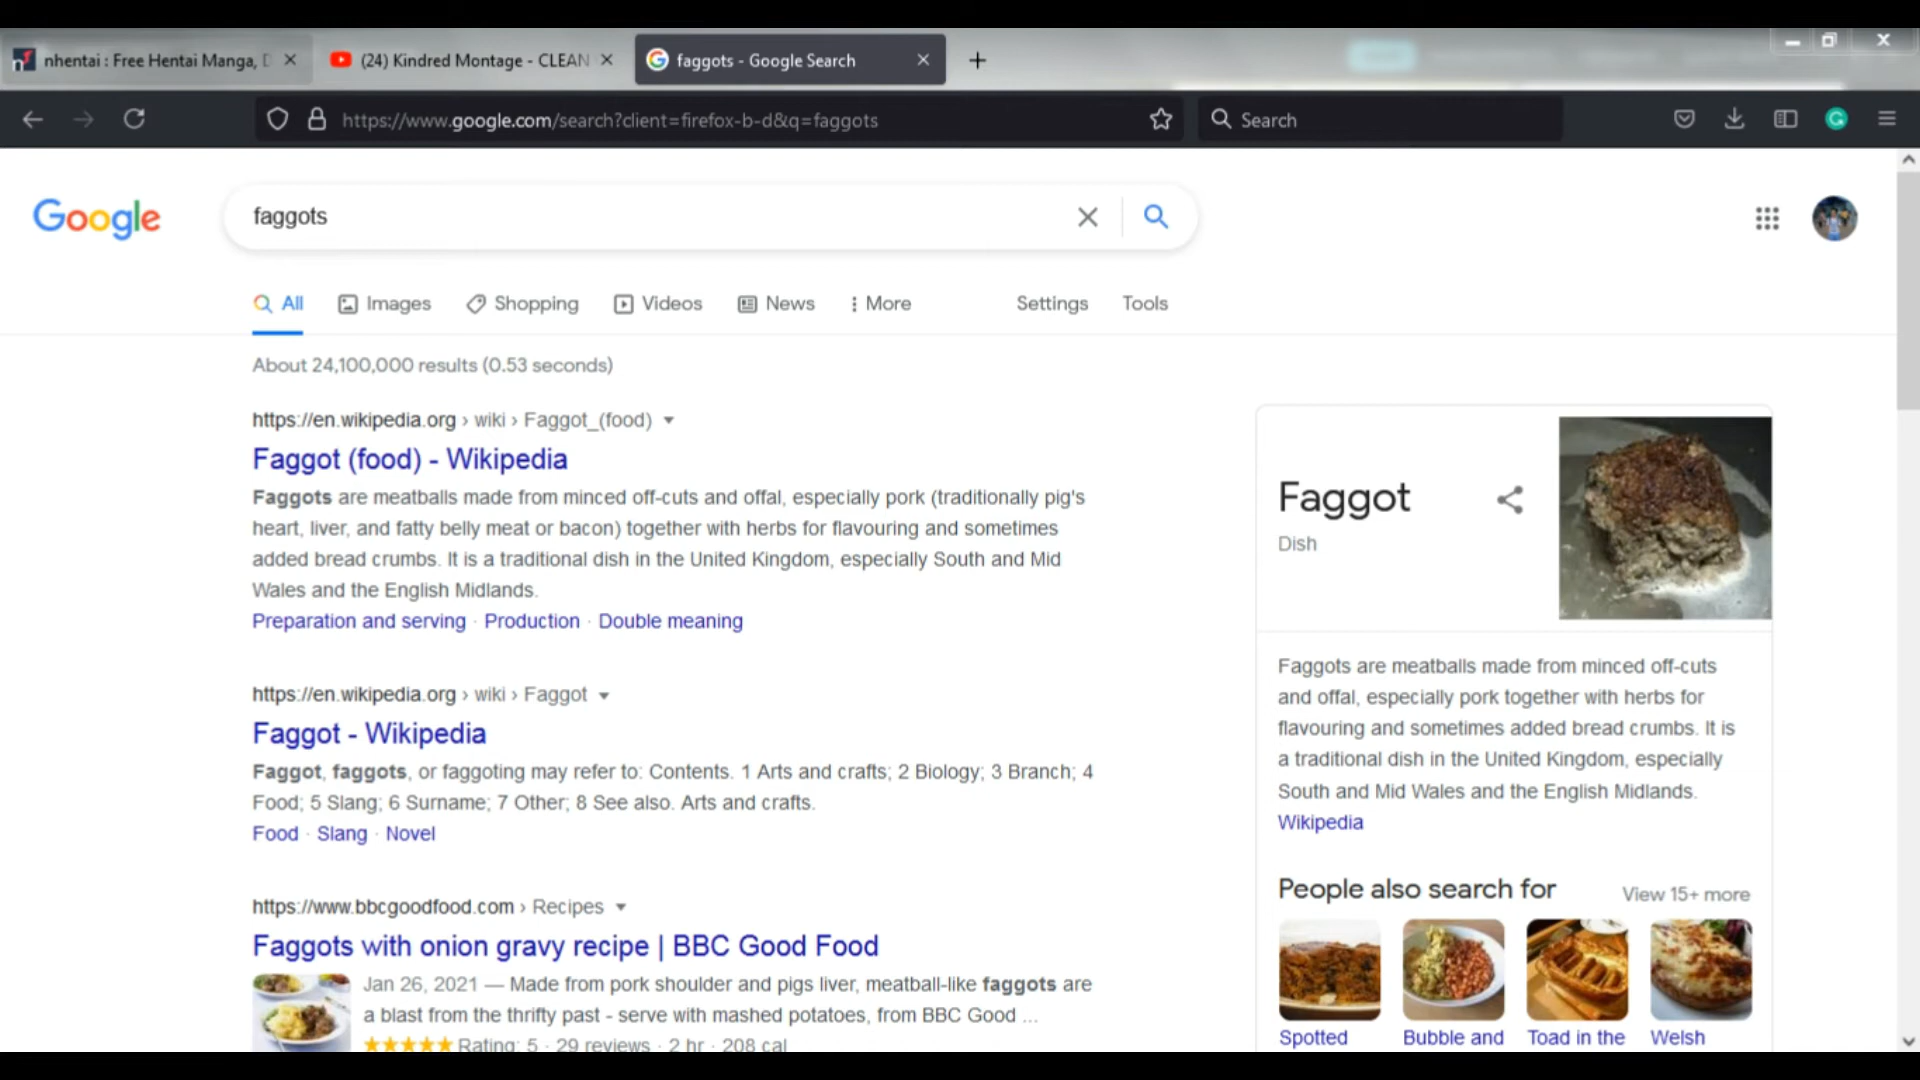 nhentai : Free Hentai Manga, D
(24) Kindred Montage - CLEAN
faggots - Google Search
https://www.google.com/search?client=firefox-b-d&q=faggots
Search
Google
faggots
All
Images
Shopping
Videos
News
More
Settings
Tools
About 24,100,000 results (0.53 seconds)
https://en.wikipedia.org › wiki › Faggot_(food)
Faggot (food) - Wikipedia
Faggots are meatballs made from minced off-cuts and offal, especially pork (traditionally pig's
heart, liver, and fatty belly meat or bacon) together with herbs for flavouring and sometimes
added bread crumbs. It is a traditional dish in the United Kingdom, especially South and Mid
Wales and the English Midlands.
Preparation and serving · Production · Double meaning
https://en.wikipedia.org › wiki › Faggot
Faggot - Wikipedia
Faggot, faggots, or faggoting may refer to: Contents. 1 Arts and crafts; 2 Biology; 3 Branch; 4
Food; 5 Slang; 6 Surname; 7 Other; 8 See also. Arts and crafts.
Food · Slang · Novel
https://www.bbcgoodfood.com › Recipes
Faggots with onion gravy recipe | BBC Good Food
Jan 26, 2021 — Made from pork shoulder and pigs liver, meatball-like faggots are
a blast from the thrifty past - serve with mashed potatoes, from BBC Good ...
Rating: 5 · 29 reviews · 2 hr · 208 cal
Faggot
Dish
Faggots are meatballs made from minced off-cuts
and offal, especially pork together with herbs for
flavouring and sometimes added bread crumbs. It is
a traditional dish in the United Kingdom, especially
South and Mid Wales and the English Midlands.
Wikipedia
People also search for
View 15+ more
Spotted
Bubble and
Toad in the
Welsh